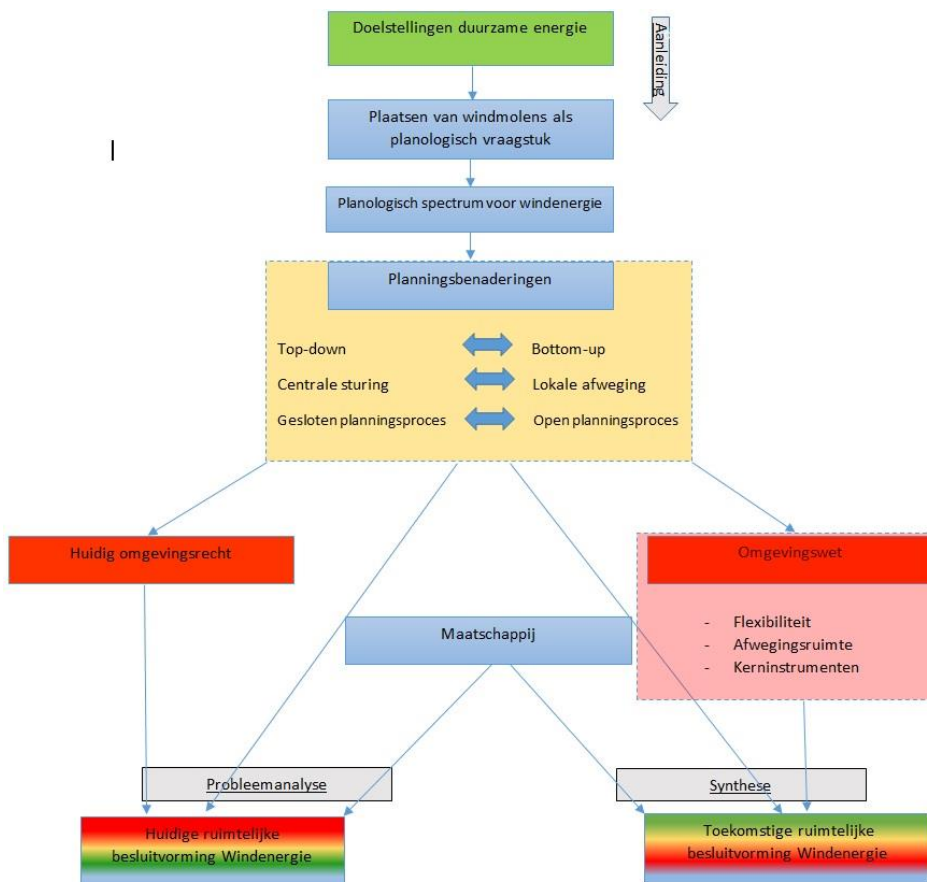 Doelstellingen duurzame energie
Aanleiding
Plaatsen van windmolens als
planologisch vraagstuk
Planologisch spectrum voor windenergie
Planningsbenaderingen
Top-down
Bottom-up
Centrale sturing
Lokale afweging
Gesloten planningsproces
Open planningsproces
Huidig omgevingsrecht
Omgevingswet
- Flexibiliteit
- Afwegingsruimte
- Kerninstrumenten
Maatschappij
Probleemanalyse
Synthese
Huidige ruimtelijke
besluitvorming Windenergie
Toekomstige ruimtelijke
besluitvorming Windenergie